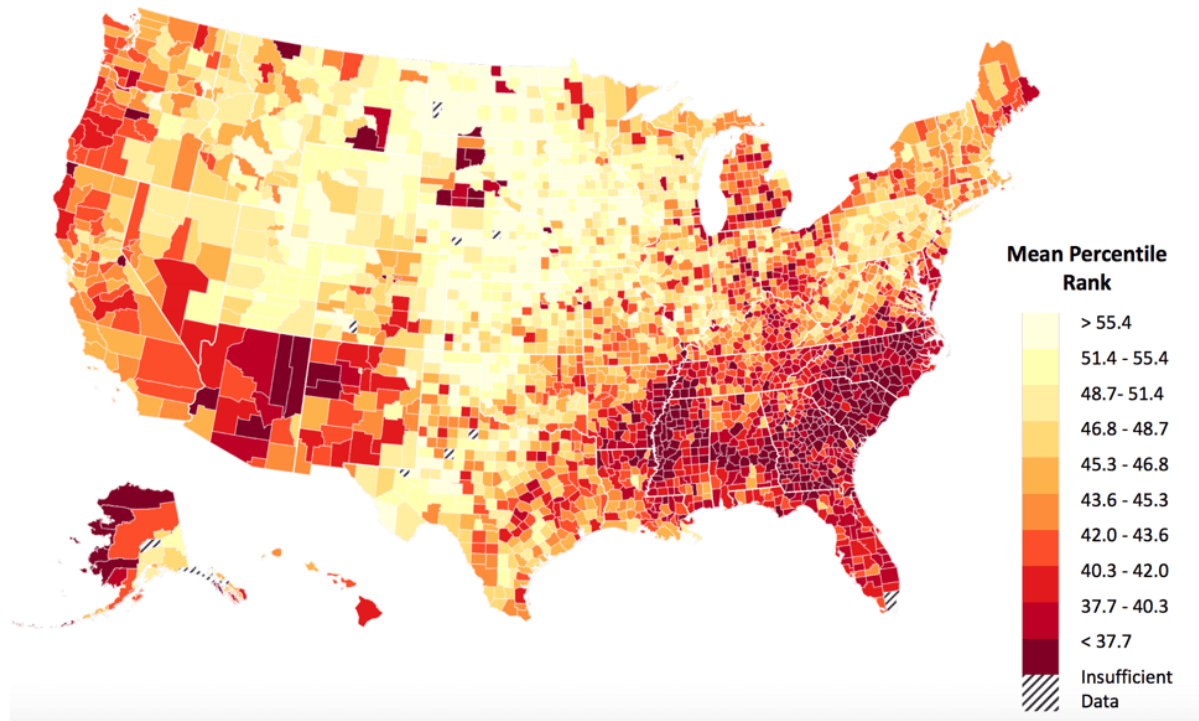 Mean Percentile
Rank
> 55.4
51.4 - 55.4
48.7- 51.4
46.8 - 48.7
45.3 - 46.8
43.6 - 45.3
42.0 - 43.6
40.3 - 42.0
37.7 - 40.3
< 37.7
Insufficient
Data